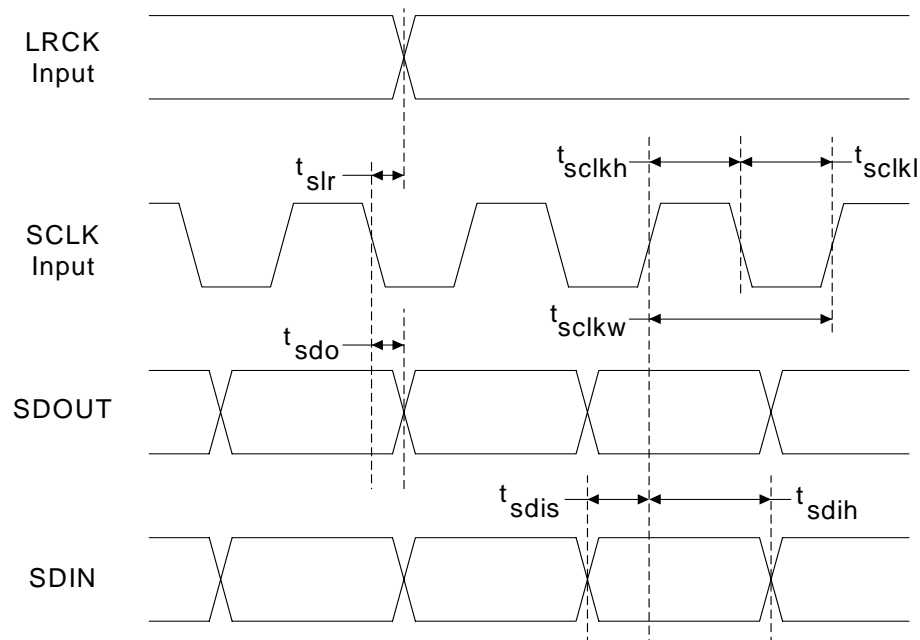 LRCK
Input
t slr
t sclkh
t sclkl
SCLK
Input
t sclkw
t sdo
SDOUT
t sdis
t sdih
SDIN